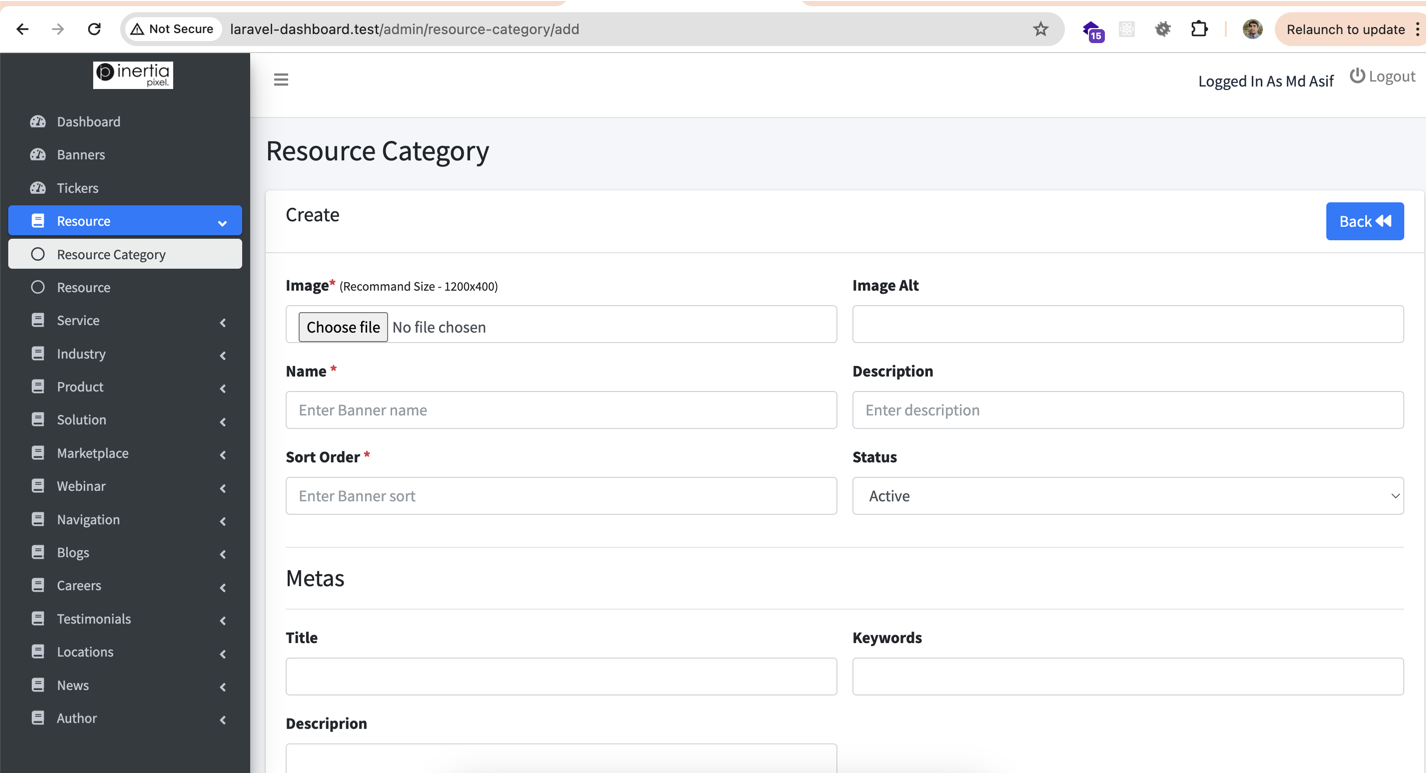 Not Secure laravel-dashboard.test/admin/resource-category/add 15 Relaunch to update
inertia
pixel.
Dashboard
Banners
Tickers
Resource
Resource Category
Resource
Service
Industry
Product
Solution
Marketplace
Webinar
Navigation
Blogs
Careers
Testimonials
Locations
News
Author
Logged In As Md Asif Logout
Resource Category
Create Back
Image* (Recommand Size - 1200x400) Image Alt
Choose file No file chosen
Name * Description
Enter Banner name Enter description
Sort Order * Status
Enter Banner sort Active
Metas
Title Keywords
Descriprion